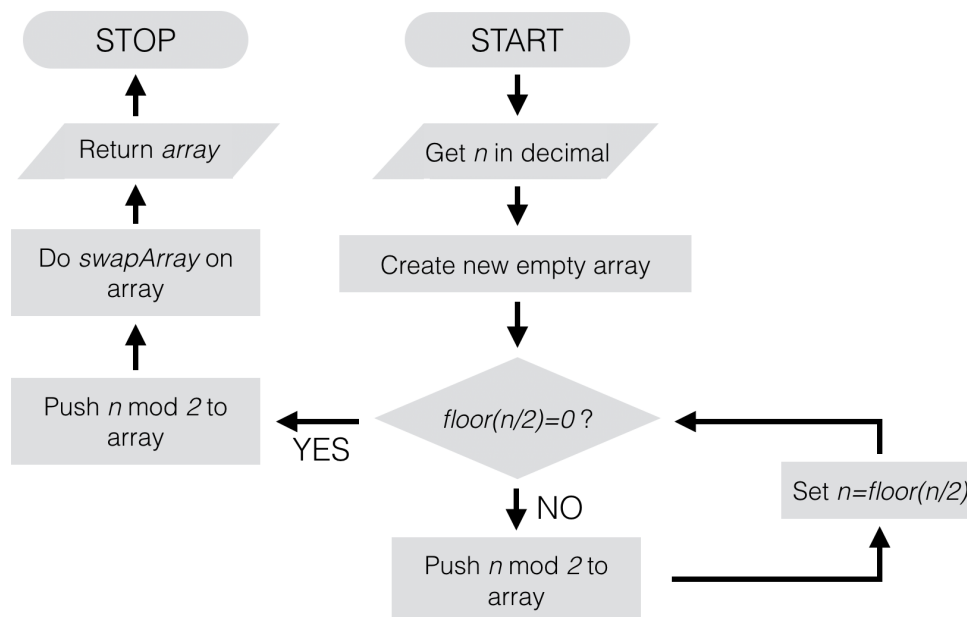 START
Get n in decimal
Create new empty array
floor(n/2)=0 ?
NO
Push n mod 2 to
array
Set n=floor(n/2)
YES
Push n mod 2 to
array
Do swapArray on
array
Return array
STOP